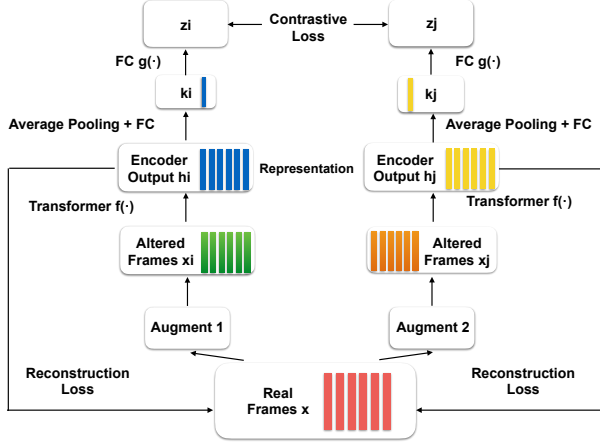 zi
Contrastive
Loss
zj
FC g(·)
FC g(·)
ki
kj
Average Pooling + FC
Average Pooling + FC
Encoder
Output hi
Representation
Encoder
Output hj
Transformer f(·)
Transformer f(·)
Altered
Frames xi
Altered
Frames xj
Augment 1
Augment 2
Reconstruction
Loss
Real
Frames x
Reconstruction
Loss